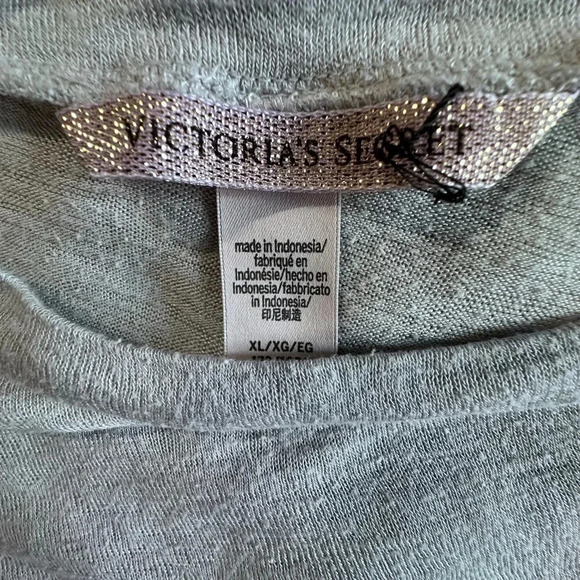 VICTORIA'S SECRET
made in Indonesia/
fabriqué en
Indonésie/hecho en
Indonesia/fabbricato
in Indonesia/
印尼制造
XL/XG/EG